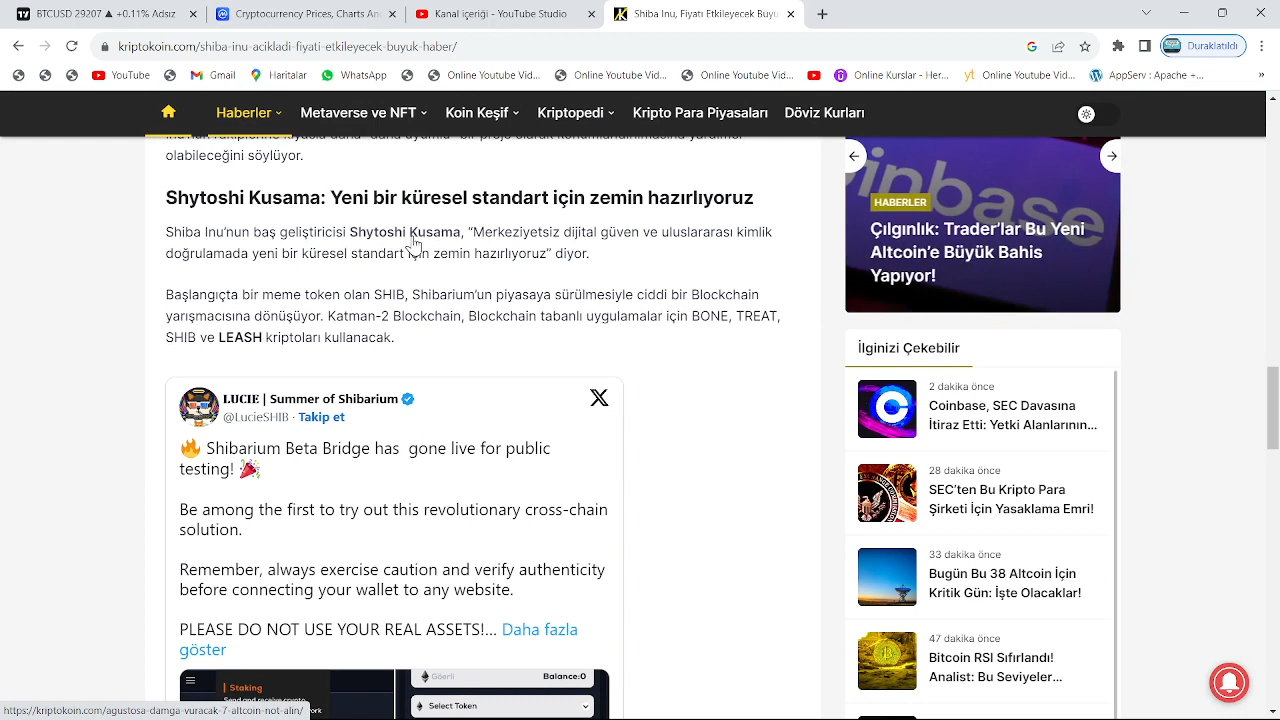 BTCUSD 29207 ▲ +0.11% Adsız
Cryptocurrency Prices, Charts An
Kanal içeriği - YouTube Studio
Shiba Inu, Fiyatı Etkileyecek Büyü
kriptokoin.com/shiba-inu-acikladi-fiyati-etkileyecek-buyuk-haber/
Duraklatıldı
YouTube
Gmail
Haritalar
WhatsApp
Online Youtube Vid...
Online Youtube Vid...
Online Youtube Vid...
Online Kurslar - Her...
yt Online Youtube Vid...
AppServ : Apache +...
»
Haberler
Metaverse ve NFT
Koin Keşif
Kriptopedi
Kripto Para Piyasaları
Döviz Kurları
olabileceğini söylüyor.
Shytoshi Kusama: Yeni bir küresel standart için zemin hazırlıyoruz
Shiba Inu'nun baş geliştiricisi Shytoshi Kusama, “Merkeziyetsiz dijital güven ve uluslararası kimlik
doğrulamada yeni bir küresel standart için zemin hazırlıyoruz” diyor.
Başlangıçta bir meme token olan SHIB, Shibarium'un piyasaya sürülmesiyle ciddi bir Blockchain
yarışmacısına dönüşüyor. Katman-2 Blockchain, Blockchain tabanlı uygulamalar için BONE, TREAT,
SHIB ve LEASH kriptoları kullanacak.
LUCIE | Summer of Shibarium
@LucieSHIB · Takip et
🔥 Shibarium Beta Bridge has gone live for public
testing! 🎉
Be among the first to try out this revolutionary cross-chain
solution.
Remember, always exercise caution and verify authenticity
before connecting your wallet to any website.
PLEASE DO NOT USE YOUR REAL ASSETS!... Daha fazla
göster
Staking
Send and receive crypto
Göerli
Balance:0
Select Token
coinbase
HABERLER
Çılgınlık: Trader'lar Bu Yeni
Altcoin'e Büyük Bahis
Yapıyor!
İlginizi Çekebilir
2 dakika önce
Coinbase, SEC Davasına
İtiraz Etti: Yetki Alanlarının...
28 dakika önce
SEC'ten Bu Kripto Para
Şirketi İçin Yasaklama Emri!
33 dakika önce
Bugün Bu 38 Altcoin İçin
Kritik Gün: İşte Olacaklar!
47 dakika önce
Bitcoin RSI Sıfırlandı!
Analist: Bu Seviyeler...
https://kriptokoin.com/agustosa-damga-vuracak-7-altcoin-not-alin/